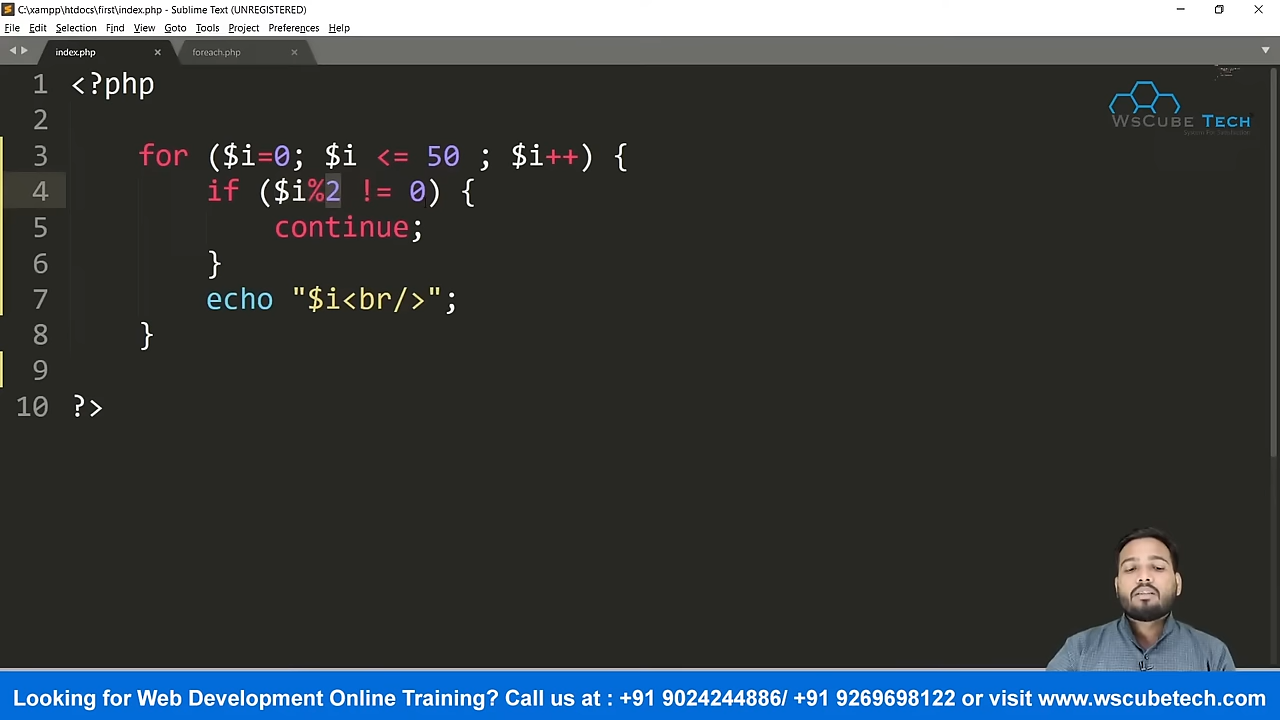 C:\xampp\htdocs\first\index.php - Sublime Text (UNREGISTERED)
File Edit Selection Find View Goto Tools Project Preferences Help
index.php × foreach.php ×
1 <?php
2
3 for ($i=0; $i <= 50 ; $i++) {
4 if ($i%2 != 0) {
5 continue;
6 }
7 echo "$i<br/>";
8 }
9
10 ?>
WsCube Tech
Looking for Web Development Online Training? Call us at : +91 9024244886/ +91 9269698122 or visit www.wscubetech.com